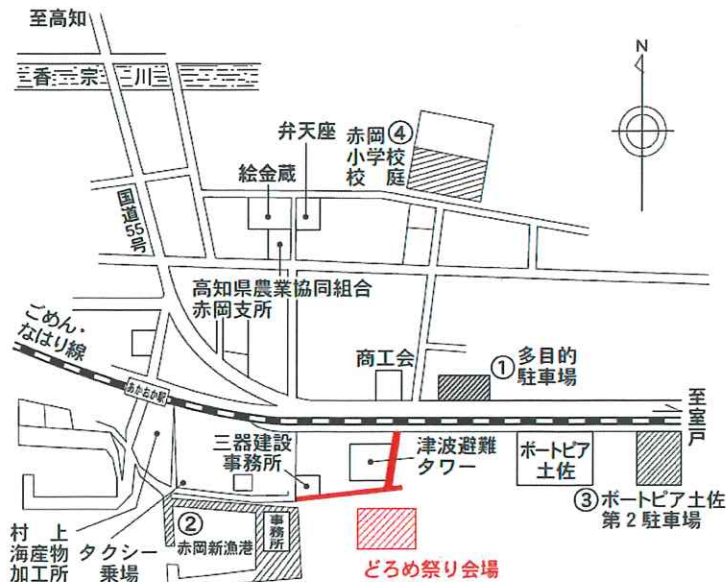 至高知
香宗川
N
弁天座
絵金蔵
赤岡④
小学校
校庭
国道55号
高知県農業協同組合
赤岡支所
ごめん・
なはり線
あかおか駅
商工会
①多目的
駐車場
至室戸
三器建設
事務所
津波避難
タワー
ボートピア
土佐
③ボートピア土佐
第2駐車場
村上
海産物
加工所
タクシー
乗場
②
赤岡新漁港
事務所
どろめ祭り会場